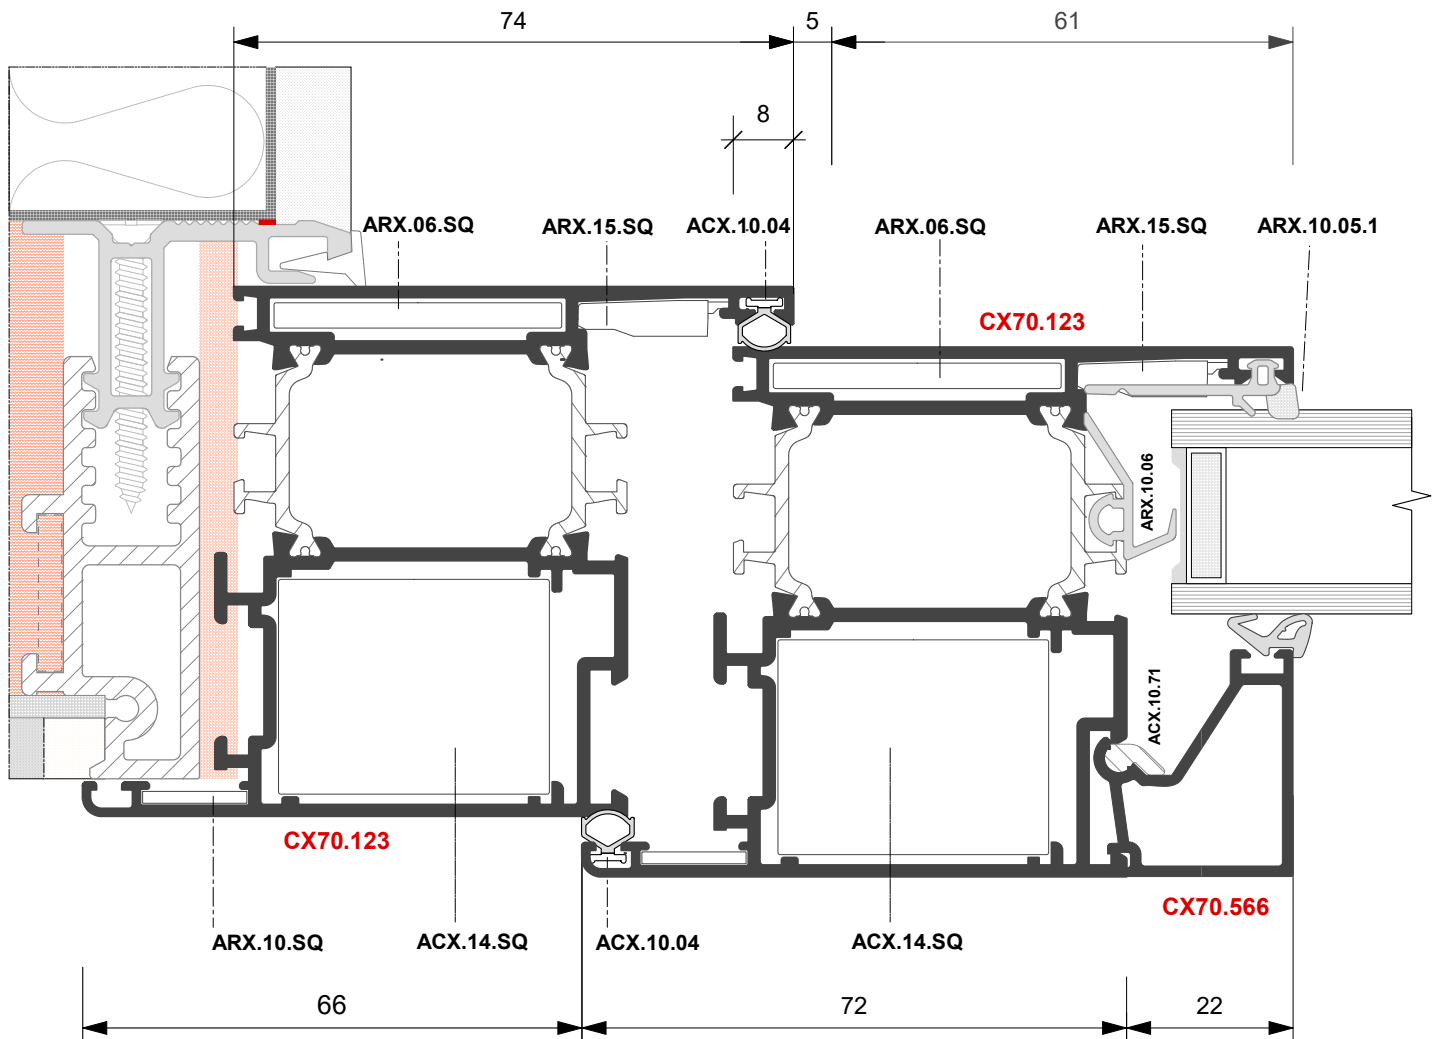 74
5
61
8
ARX.06.SQ
ARX.15.SQ
ACX.10.04
ARX.06.SQ
ARX.15.SQ
ARX.10.05.1
CX70.123
ARX.10.06
ACX.10.71
CX70.123
CX70.566
ARX.10.SQ
ACX.14.SQ
ACX.10.04
ACX.14.SQ
66
72
22